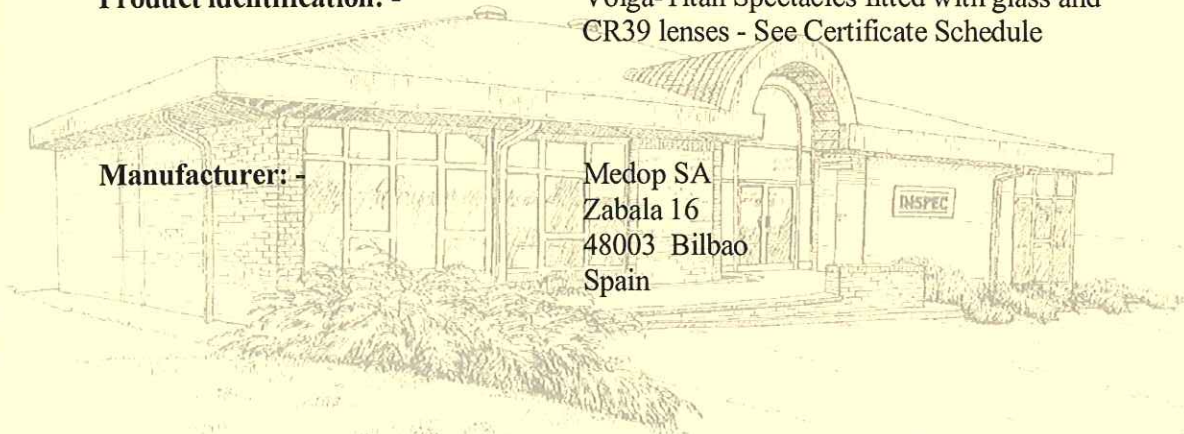 Product identification: - Volga-Titan Spectacles fitted with glass and
CR39 lenses - See Certificate Schedule
Manufacturer: - Medop SA
Zabala 16
48003 Bilbao
Spain
INSPEC